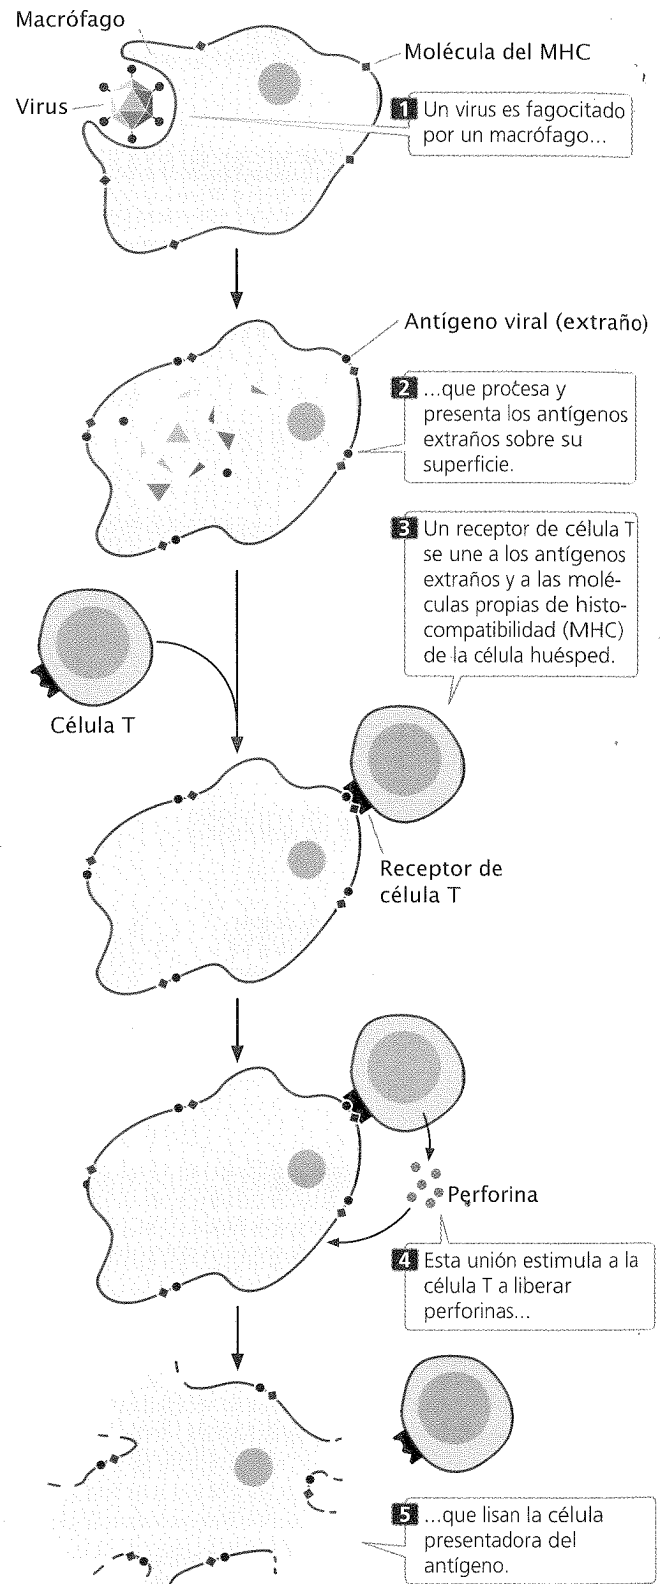 Macrófago
Molécula del MHC
Virus
1 Un virus es fagocitado
por un macrófago...
Antígeno viral (extraño)
2 ...que procesa y
presenta los antígenos
extraños sobre su
superficie.
3 Un receptor de célula T
se une a los antígenos
extraños y a las molé-
culas propias de histo-
compatibilidad (MHC)
de la célula huésped.
Célula T
Receptor de
célula T
Perforina
4 Esta unión estimula a la
célula T a liberar
perforinas...
5 ...que lisan la célula
presentadora del
antígeno.